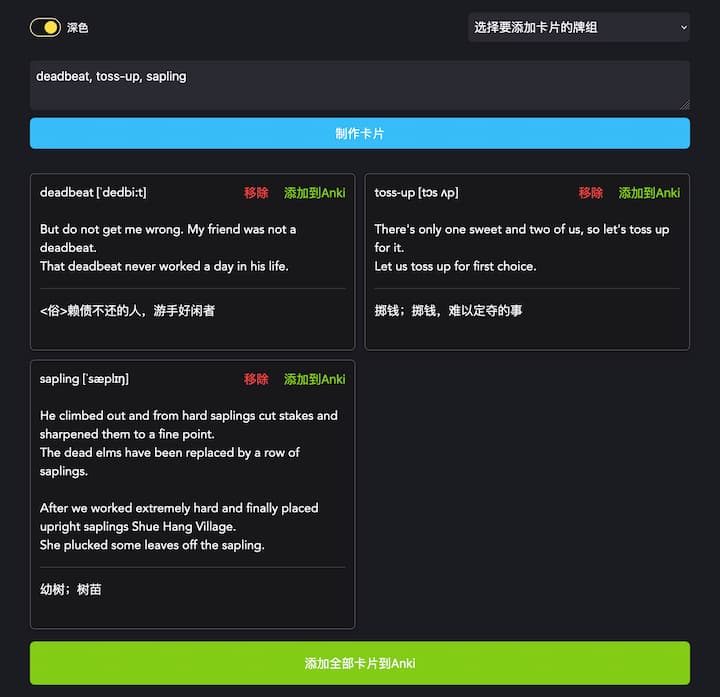 深色
选择要添加卡片的牌组
deadbeat, toss-up, sapling
制作卡片
deadbeat [ˈdedbiːt]
移除
添加到Anki
But do not get me wrong. My friend was not a
deadbeat.
That deadbeat never worked a day in his life.
<俗>赖债不还的人，游手好闲者
toss-up [tɔs ʌp]
移除
添加到Anki
There's only one sweet and two of us, so let's toss up
for it.
Let us toss up for first choice.
掷钱；掷钱，难以定夺的事
sapling [ˈsæplɪŋ]
移除
添加到Anki
He climbed out and from hard saplings cut stakes and
sharpened them to a fine point.
The dead elms have been replaced by a row of
saplings.
After we worked extremely hard and finally placed
upright saplings Shue Hang Village.
She plucked some leaves off the sapling.
幼树；树苗
添加全部卡片到Anki